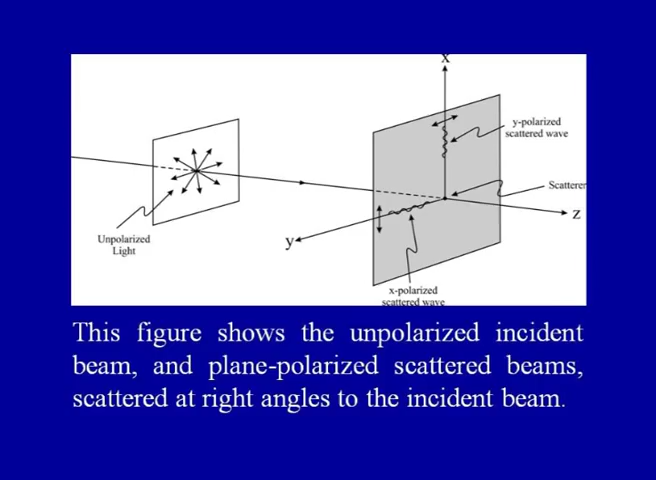 x
y-polarized
scattered wave
Scatterer
z
Unpolarized
Light
y
x-polarized
scattered wave
This figure shows the unpolarized incident
beam, and plane-polarized scattered beams,
scattered at right angles to the incident beam.